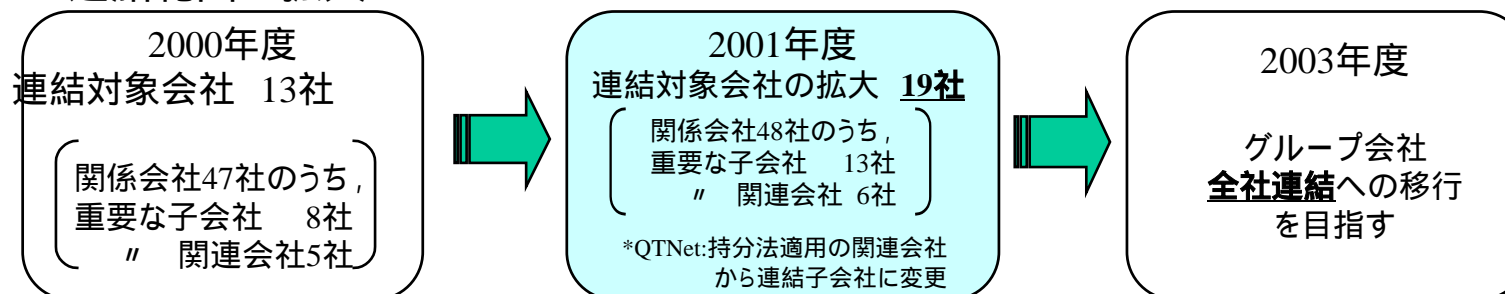 2000年度
連結対象会社 13社
関係会社47社のうち,
重要な子会社 8社
〃 関連会社5社
2001年度
連結対象会社の拡大 19社
関係会社48社のうち,
重要な子会社 13社
〃 関連会社 6社
*QTNet:持分法適用の関連会社
から連結子会社に変更
2003年度
グループ会社
全社連結への移行
を目指す